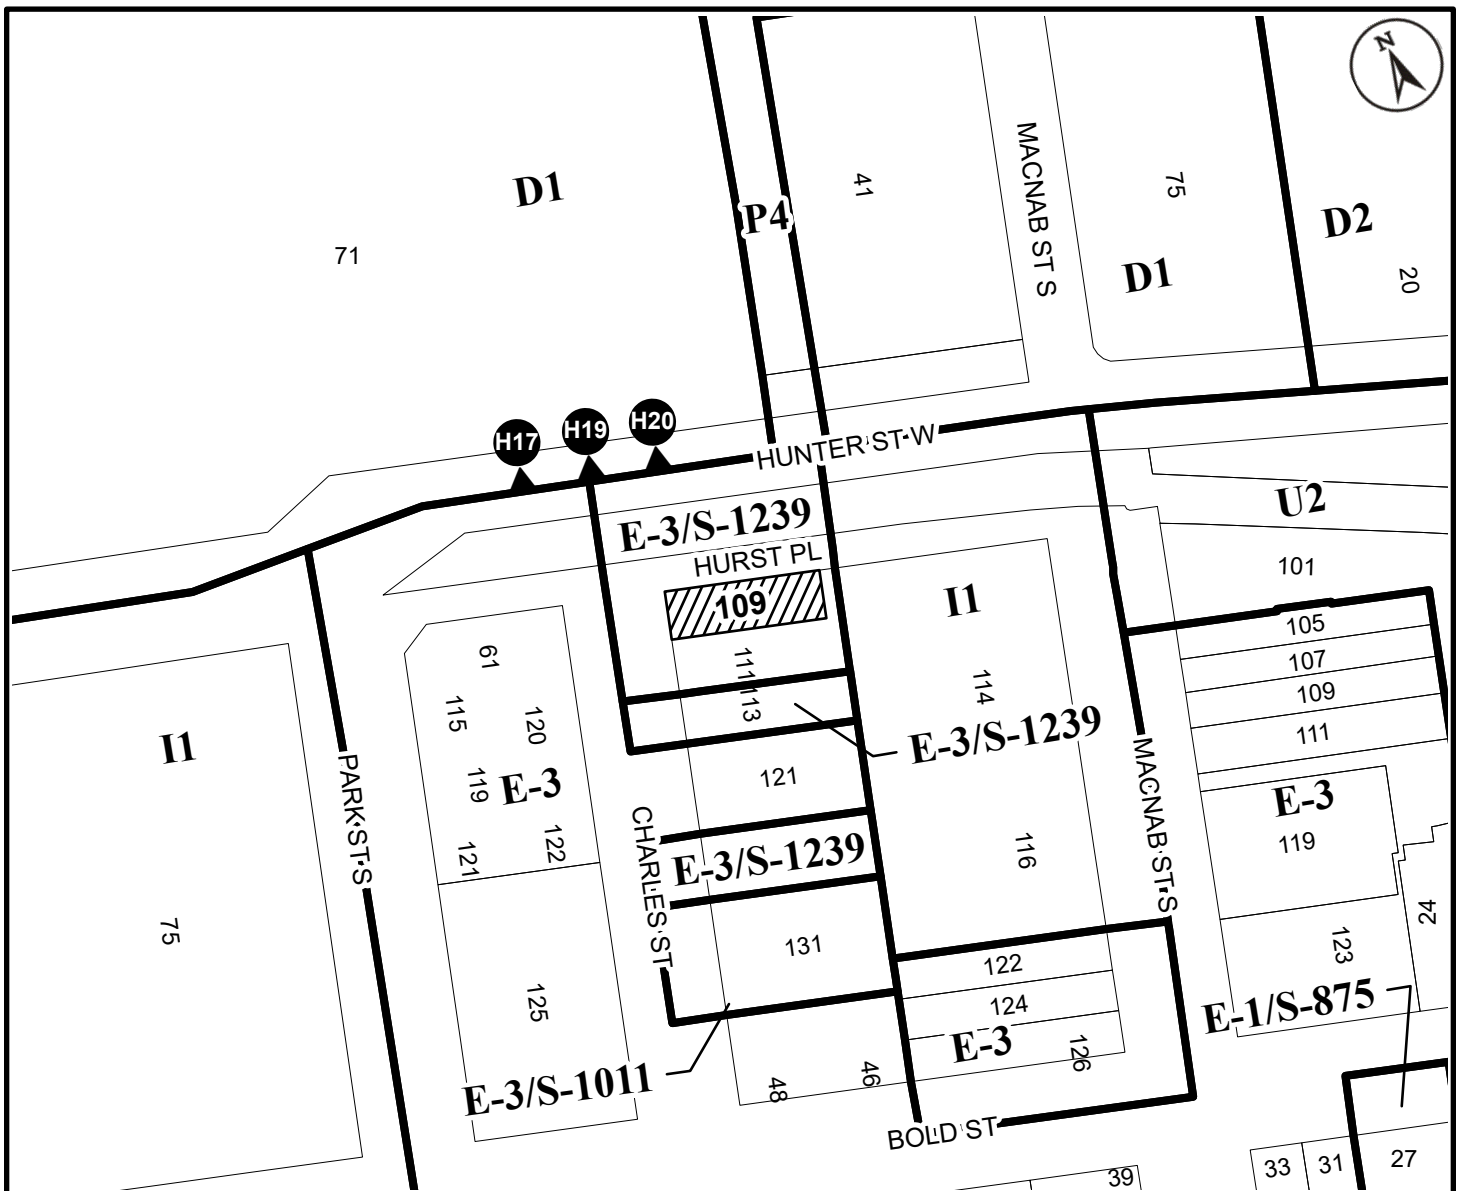 N
D1
71
P4
41
MACNAB ST S
75
D1
D2
20
H17
H19
H20
HUNTER ST W
E-3/S-1239
HURST PL
109
111
113
E-3/S-1239
I1
114
116
U2
101
105
107
109
111
E-3
119
123
24
MACNAB ST S
I1
75
PARK ST S
61
115
120
119
E-3
121
122
125
CHARLES ST
121
E-3/S-1239
131
E-3/S-1011
48
46
122
124
E-3
126
BOLD ST
E-1/S-875
39
33
31
27